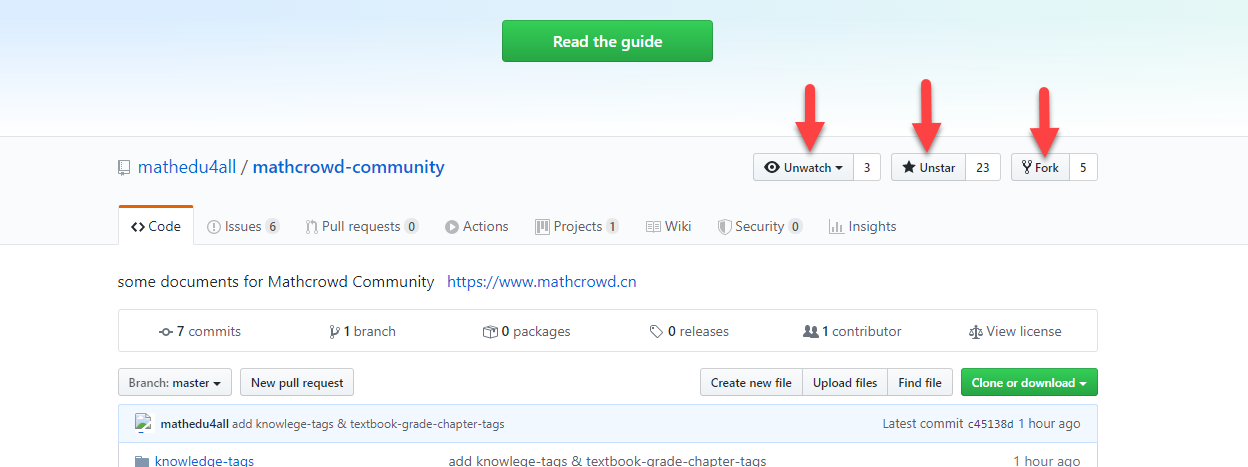 Read the guide
mathedu4all / mathcrowd-community
Unwatch 3 Unstar 23 Fork 5
Code Issues 6 Pull requests 0 Actions Projects 1 Wiki Security 0 Insights
some documents for Mathcrowd Community https://www.mathcrowd.cn
7 commits 1 branch 0 packages 0 releases 1 contributor View license
Branch: master New pull request Create new file Upload files Find file Clone or download
mathedu4all add knowlege-tags & textbook-grade-chapter-tags Latest commit c45138d 1 hour ago
knowledge-tags add knowlege-tags & textbook-grade-chapter-tags 1 hour ago